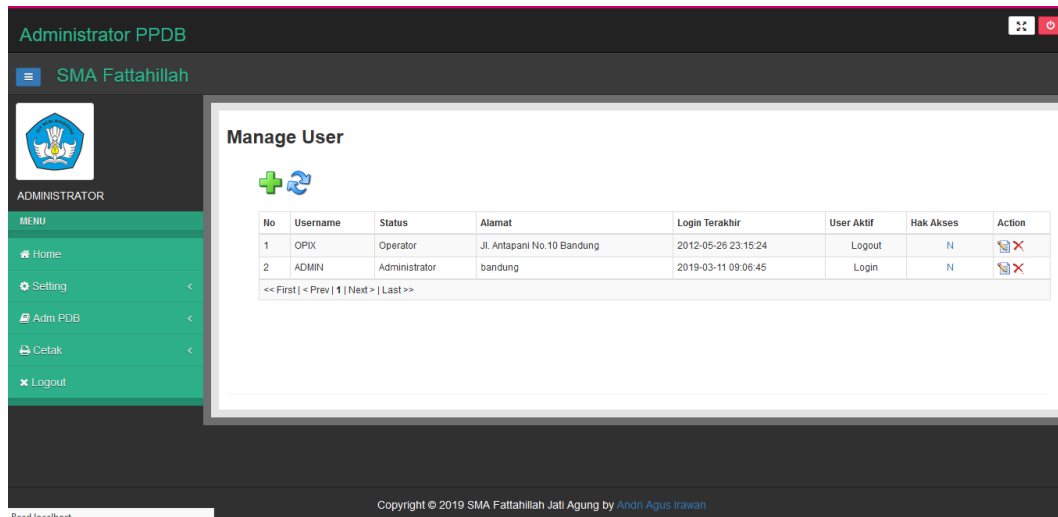 Administrator PPDB
SMA Fattahillah
ADMINISTRATOR
MENU
Home
Setting
Adm PDB
Cetak
Logout
Manage User
No Username Status Alamat Login Terakhir User Aktif Hak Akses Action
1 OPIX Operator Jl. Antapani No.10 Bandung 2012-05-26 23:15:24 Logout N
2 ADMIN Administrator bandung 2019-03-11 09:06:45 Login N
<< First | < Prev | 1 | Next > | Last >>
Copyright © 2019 SMA Fattahillah Jati Agung by Andri Agus Irawan
Read localhost